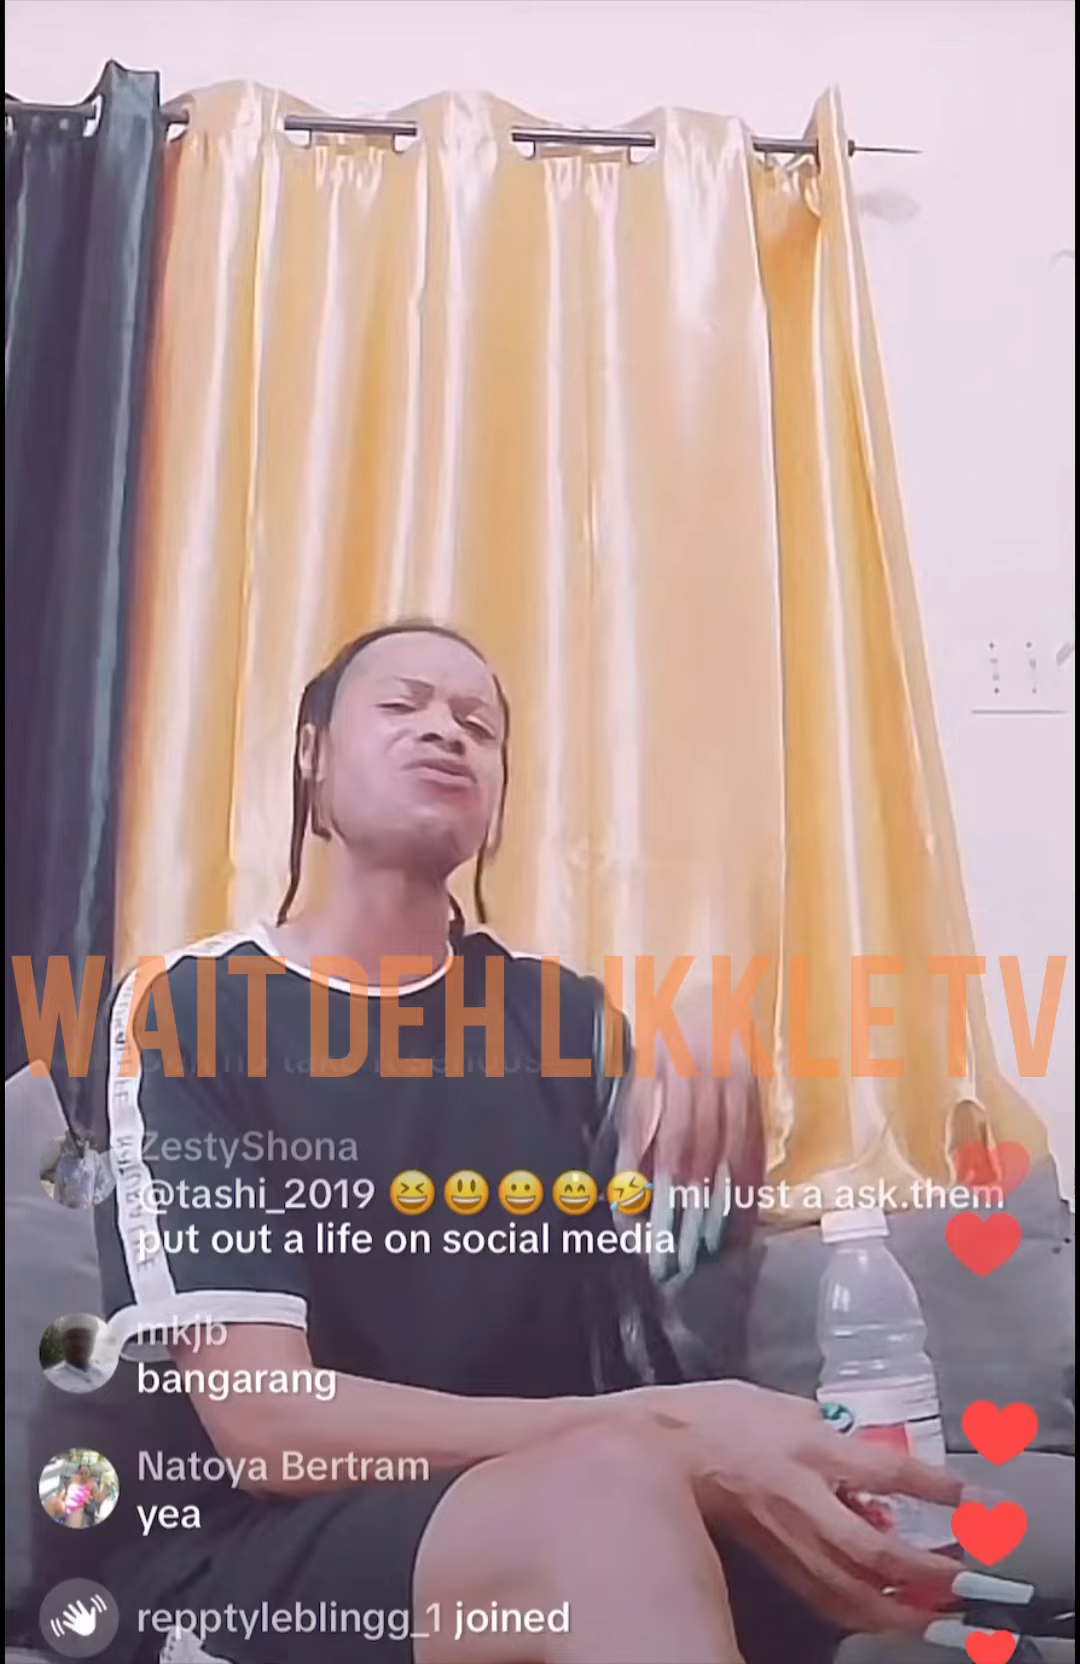 WAIT DEH LIKKLE TV
ZestyShona
@tashi_2019 😆😃😀😄🤣 mi just a ask.them
put out a life on social media
mkjb
bangarang
Natoya Bertram
yea
repptyleblingg_1 joined